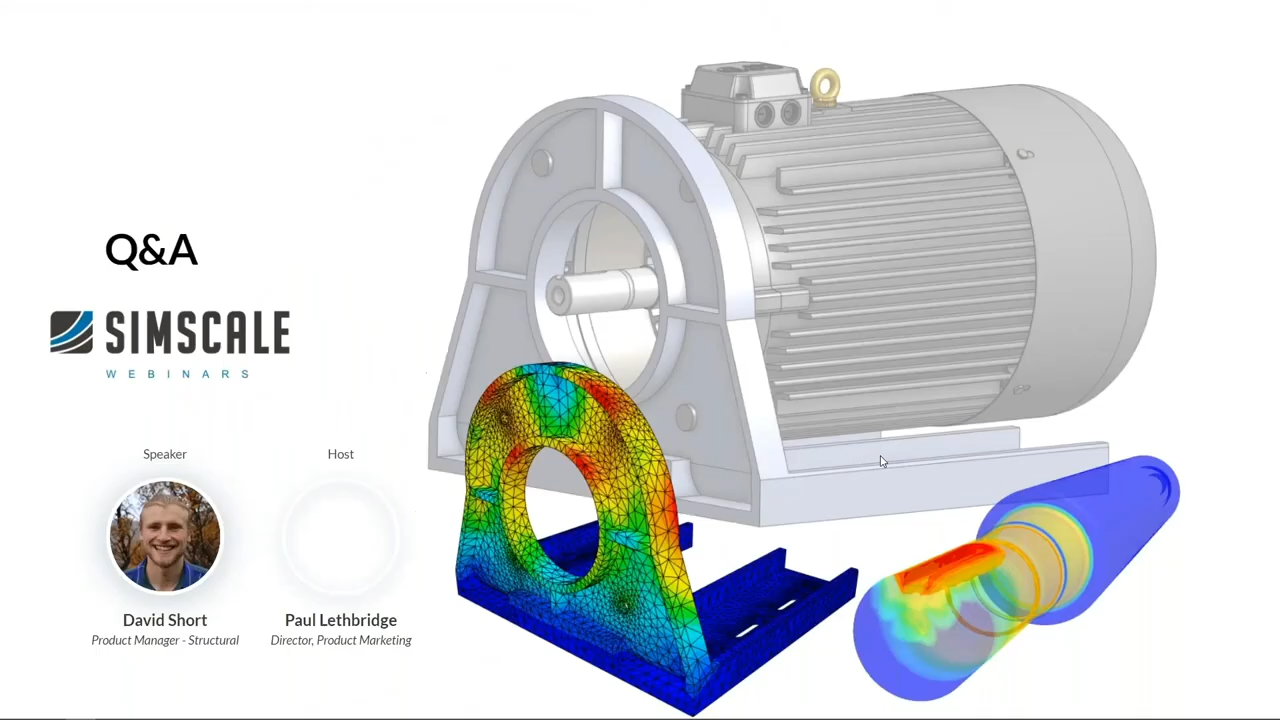 Q&A
SIMSCALE
WEBINARS
Speaker
Host
David Short
Paul Lethbridge
Product Manager - Structural
Director, Product Marketing